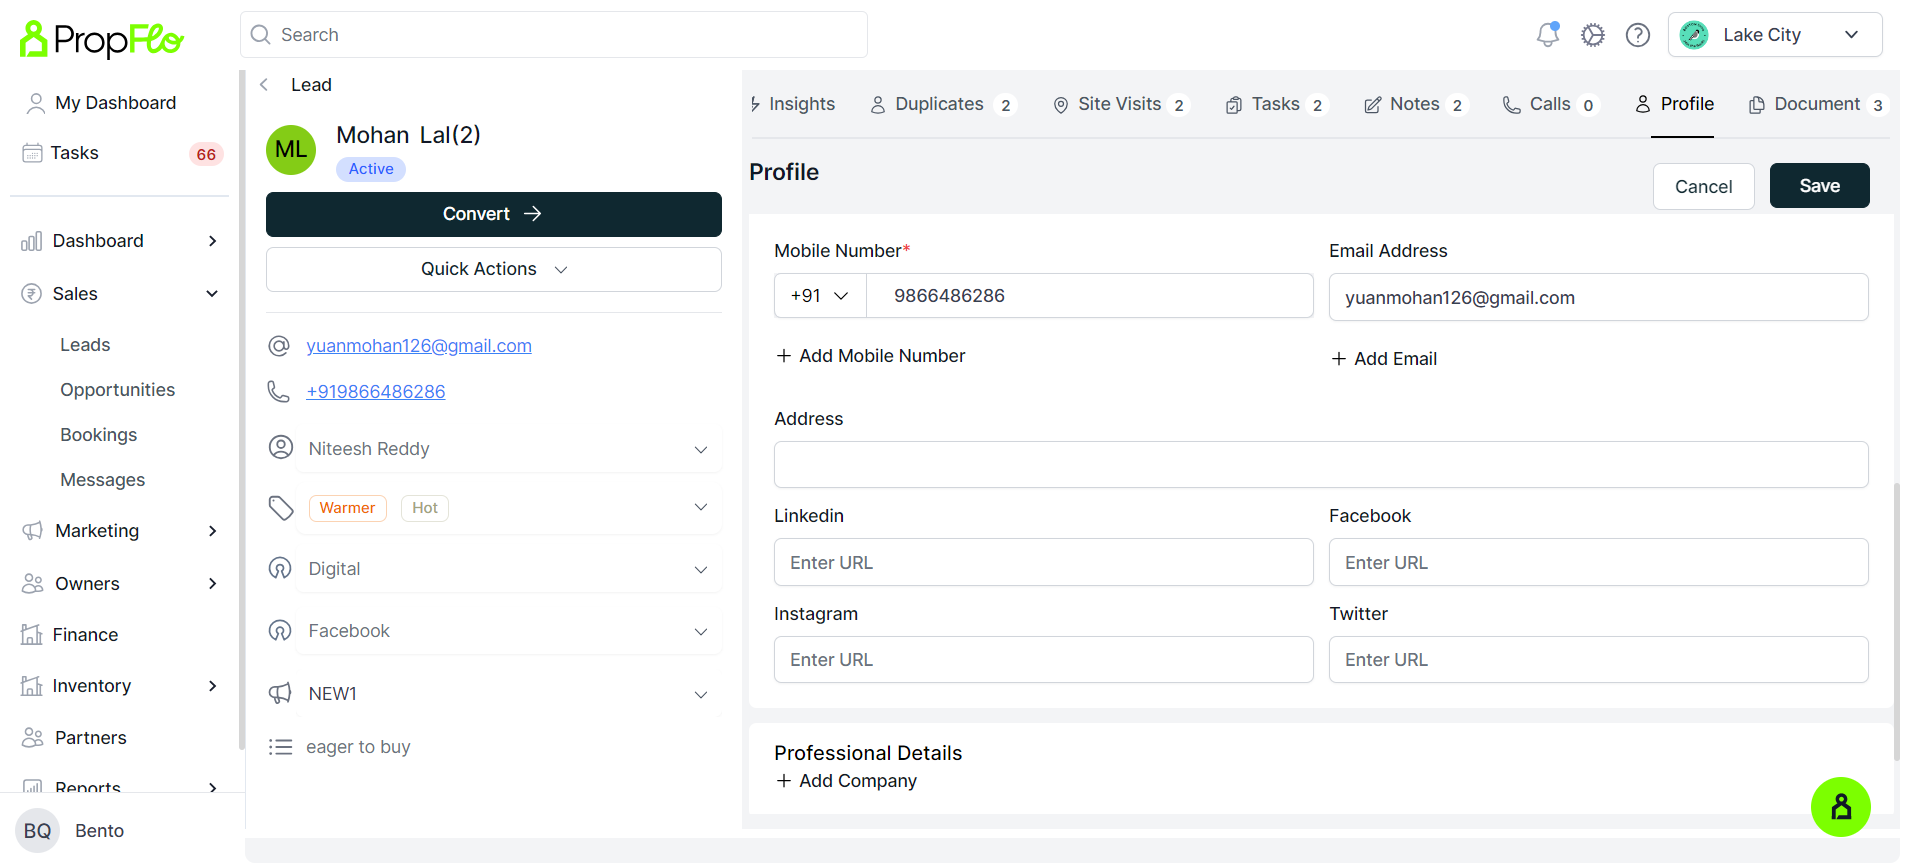 PropFlo
Search
Lake City
My Dashboard
Tasks
66
Dashboard
Sales
Leads
Opportunities
Bookings
Messages
Marketing
Owners
Finance
Inventory
Partners
Reports
BQ
Bento
Lead
ML
Mohan Lal(2)
Active
Convert
Quick Actions
yuanmohan126@gmail.com
+919866486286
Niteesh Reddy
Warmer Hot
Digital
Facebook
NEW1
eager to buy
Insights Duplicates 2 Site Visits 2 Tasks 2 Notes 2 Calls 0 Profile Document 3
Profile
Cancel
Save
Mobile Number*
Email Address
+91
9866486286
yuanmohan126@gmail.com
+ Add Mobile Number
+ Add Email
Address
Linkedin
Facebook
Enter URL
Enter URL
Instagram
Twitter
Enter URL
Enter URL
Professional Details
+ Add Company